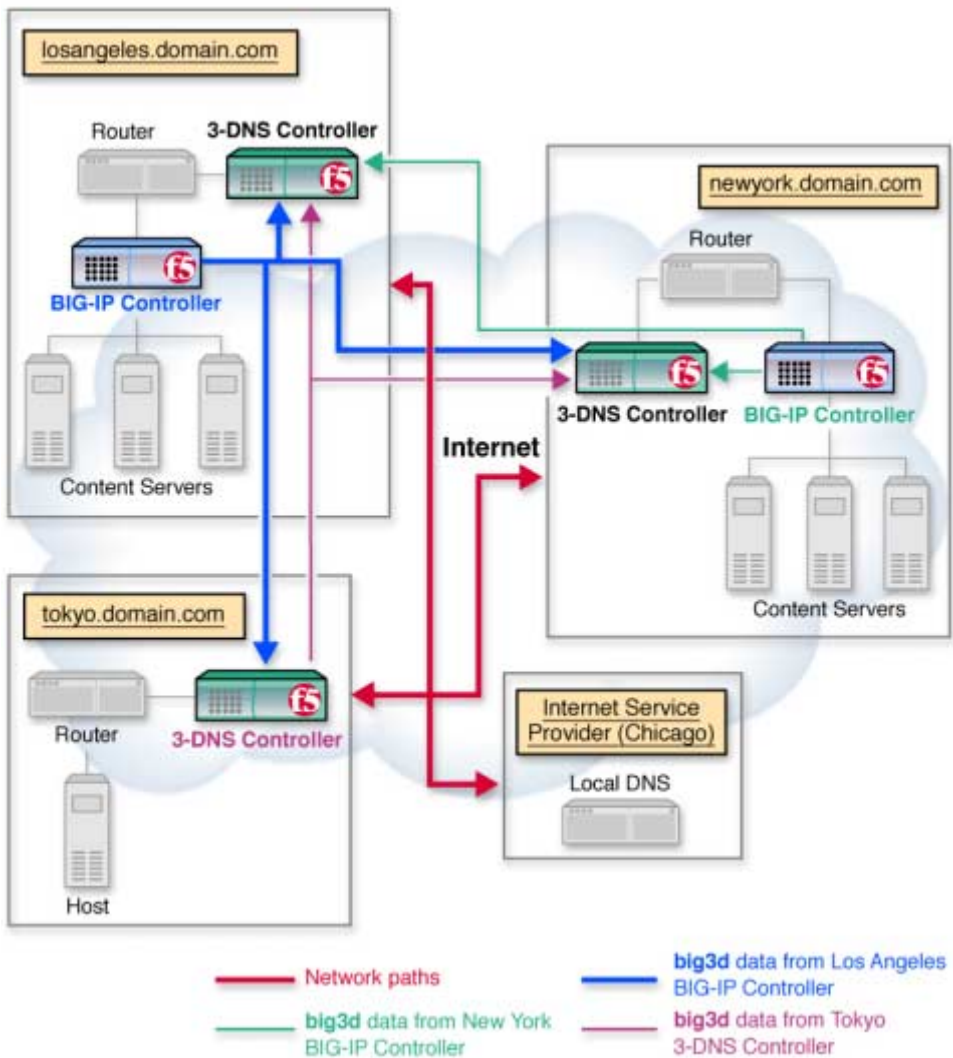 losangeles.domain.com
Router
3-DNS Controller
f5
f5
BIG-IP Controller
Content Servers
newyork.domain.com
Router
f5
f5
3-DNS Controller
BIG-IP Controller
Content Servers
Internet
tokyo.domain.com
f5
Router
3-DNS Controller
Host
Internet Service
Provider (Chicago)
Local DNS
Network paths
big3d data from New York
BIG-IP Controller
big3d data from Los Angeles
BIG-IP Controller
big3d data from Tokyo
3-DNS Controller